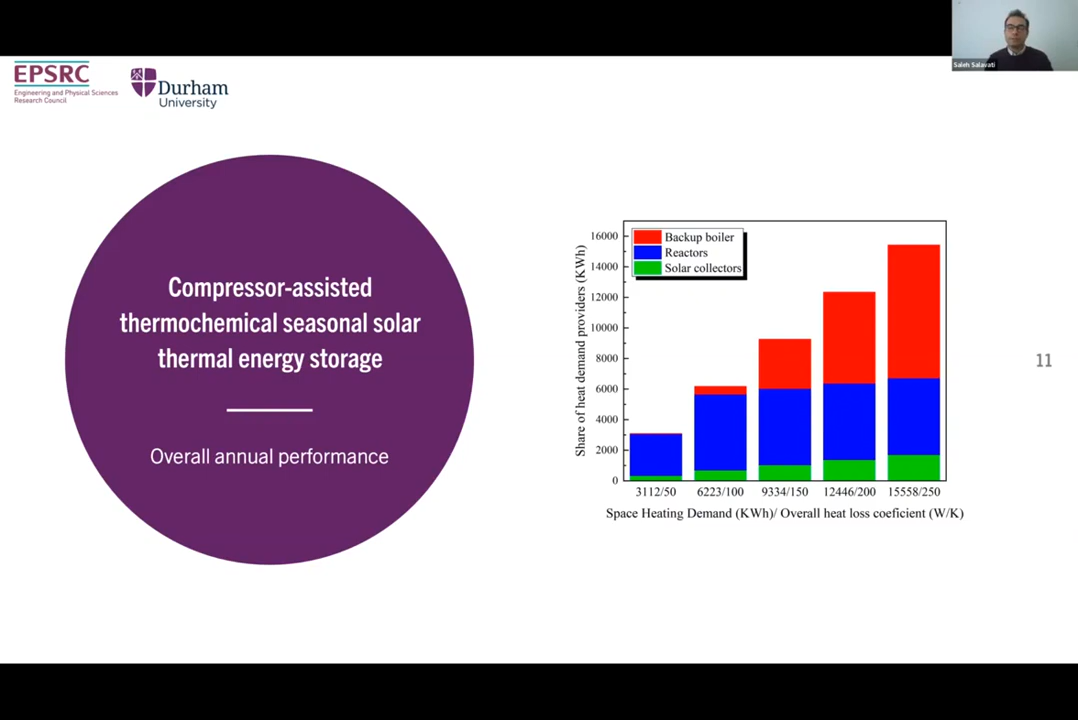 Saleh Salavati
EPSRC
Engineering and Physical Sciences
Research Council
Durham
University
Compressor-assisted
thermochemical seasonal solar
thermal energy storage
Overall annual performance
Share of heat demand providers (KWh)
16000
14000
12000
10000
8000
6000
4000
2000
0
Backup boiler
Reactors
Solar collectors
3112/50 6223/100 9334/150 12446/200 15558/250
Space Heating Demand (KWh)/ Overall heat loss coeficient (W/K)
11